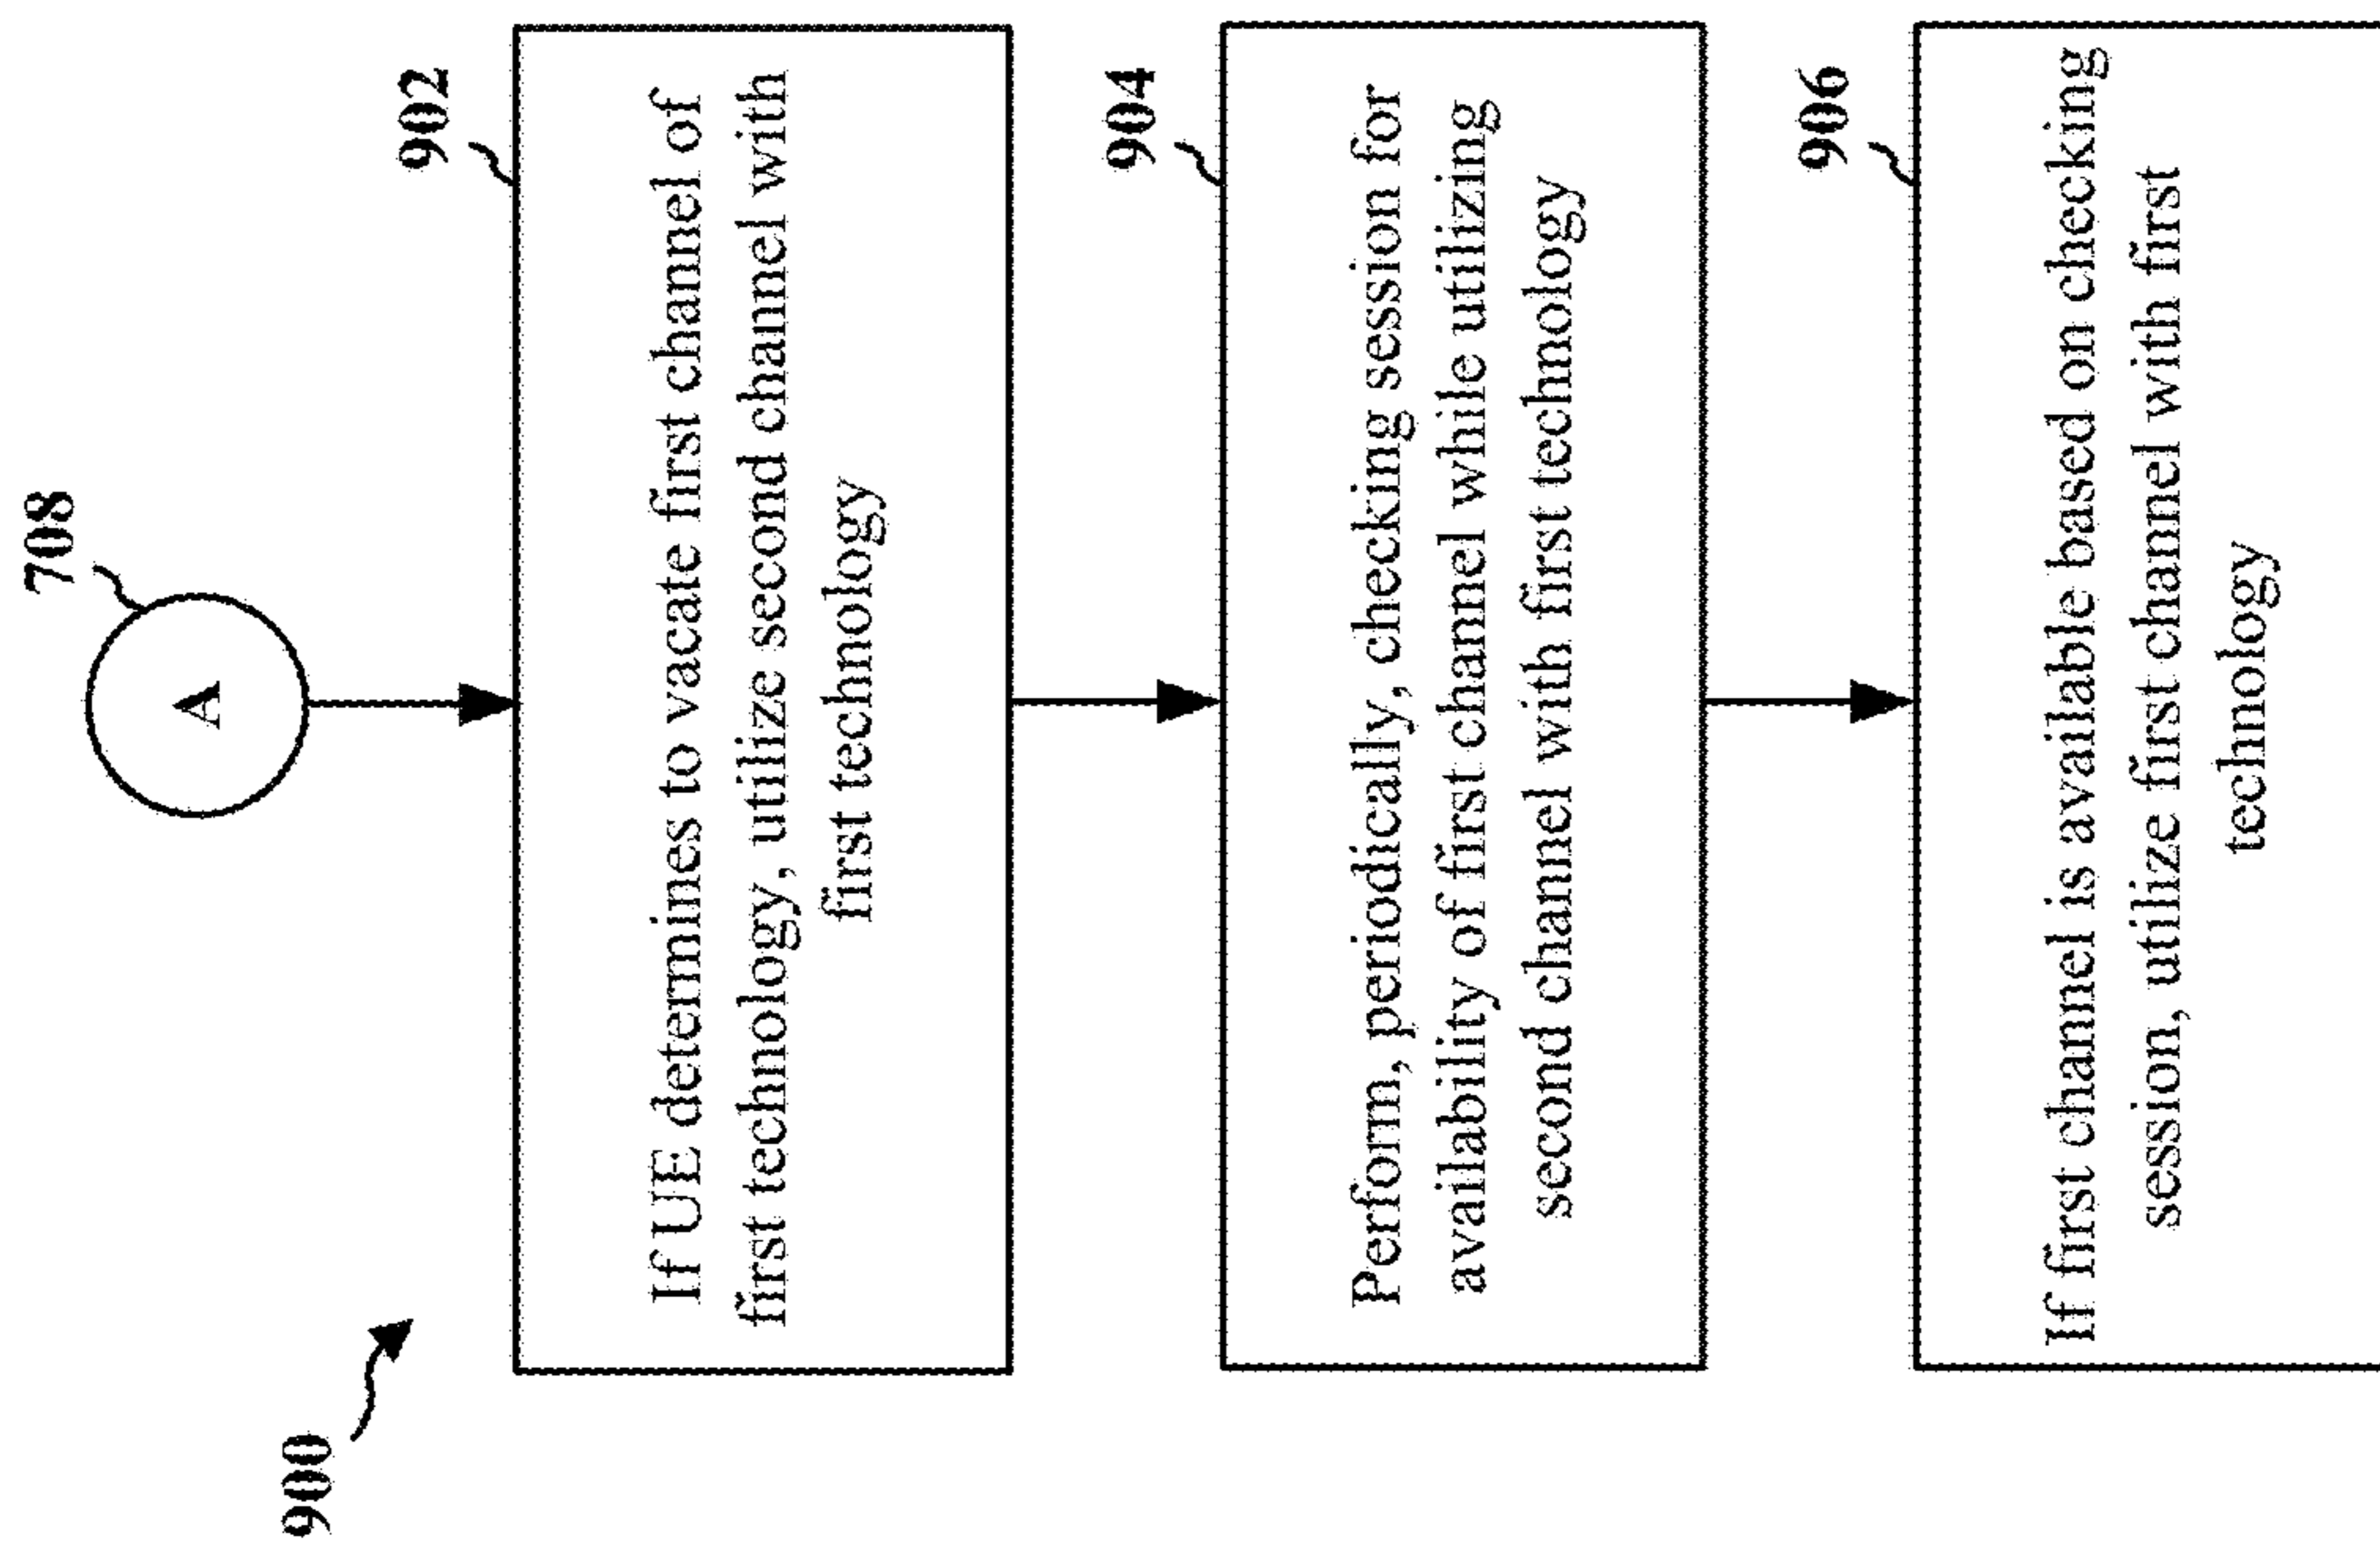 900
708
A
902
If UE determines to vacate first channel of
first technology, utilize second channel with
first technology
904
Perform, periodically, checking session for
availability of first channel while utilizing
second channel with first technology
906
If first channel is available based on checking
session, utilize first channel with first
technology